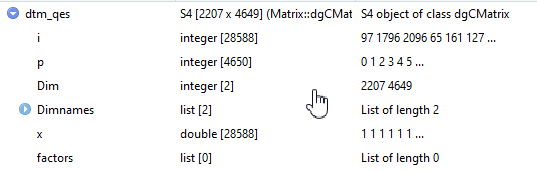 dtm_qes S4 [2207 x 4649] (Matrix::dgCMat S4 object of class dgCMatrix
i integer [28588] 97 1796 2096 65 161 127 ...
p integer [4650] 0 1 2 3 4 5 ...
Dim integer [2] 2207 4649
Dimnames list [2] List of length 2
x double [28588] 1 1 1 1 1 1 ...
factors list [0] List of length 0